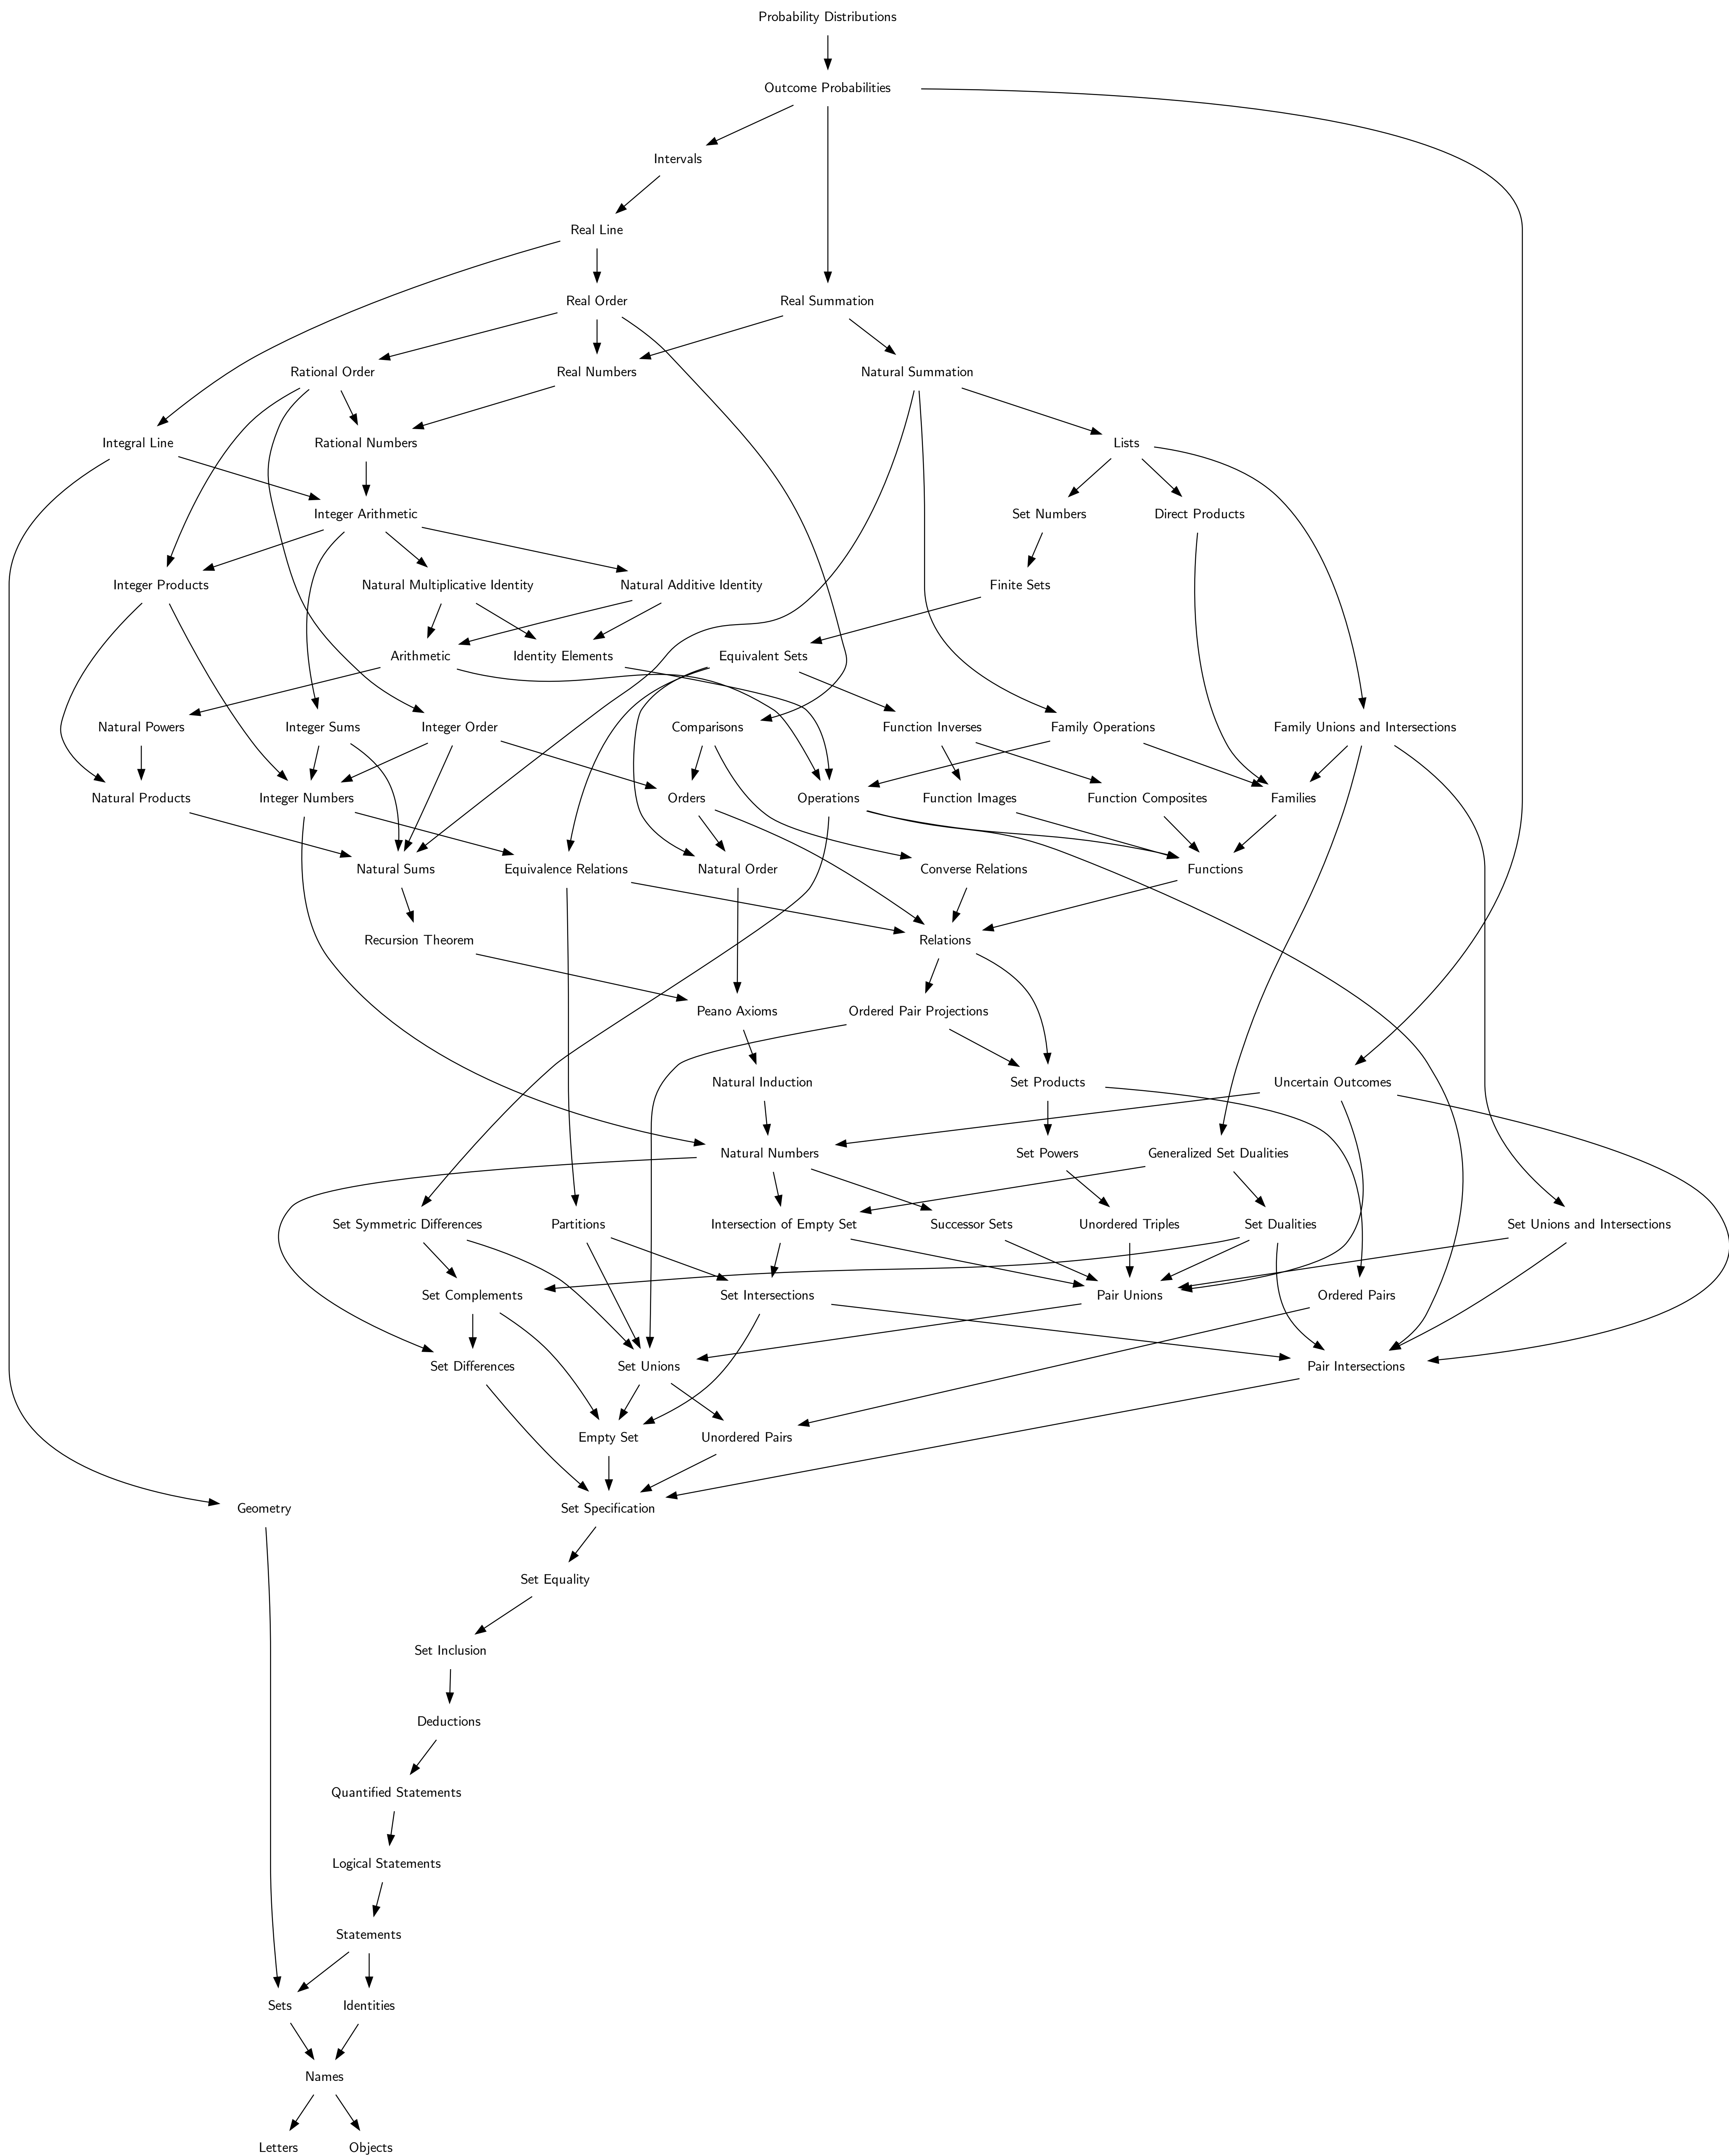 Probability Distributions
Outcome Probabilities
Intervals
Real Line
Real Order
Real Summation
Rational Order
Real Numbers
Natural Summation
Integral Line
Rational Numbers
Lists
Integer Arithmetic
Set Numbers
Direct Products
Integer Products
Natural Multiplicative Identity
Natural Additive Identity
Finite Sets
Arithmetic
Identity Elements
Equivalent Sets
Natural Powers
Integer Sums
Integer Order
Comparisons
Function Inverses
Family Operations
Family Unions and Intersections
Natural Products
Integer Numbers
Orders
Operations
Function Images
Function Composites
Families
Natural Sums
Equivalence Relations
Natural Order
Converse Relations
Functions
Recursion Theorem
Relations
Peano Axioms
Ordered Pair Projections
Natural Induction
Set Products
Uncertain Outcomes
Natural Numbers
Set Powers
Generalized Set Dualities
Set Symmetric Differences
Partitions
Intersection of Empty Set
Successor Sets
Unordered Triples
Set Dualities
Set Unions and Intersections
Set Complements
Set Intersections
Pair Unions
Ordered Pairs
Set Differences
Set Unions
Pair Intersections
Empty Set
Unordered Pairs
Geometry
Set Specification
Set Equality
Set Inclusion
Deductions
Quantified Statements
Logical Statements
Statements
Sets
Identities
Names
Letters
Objects